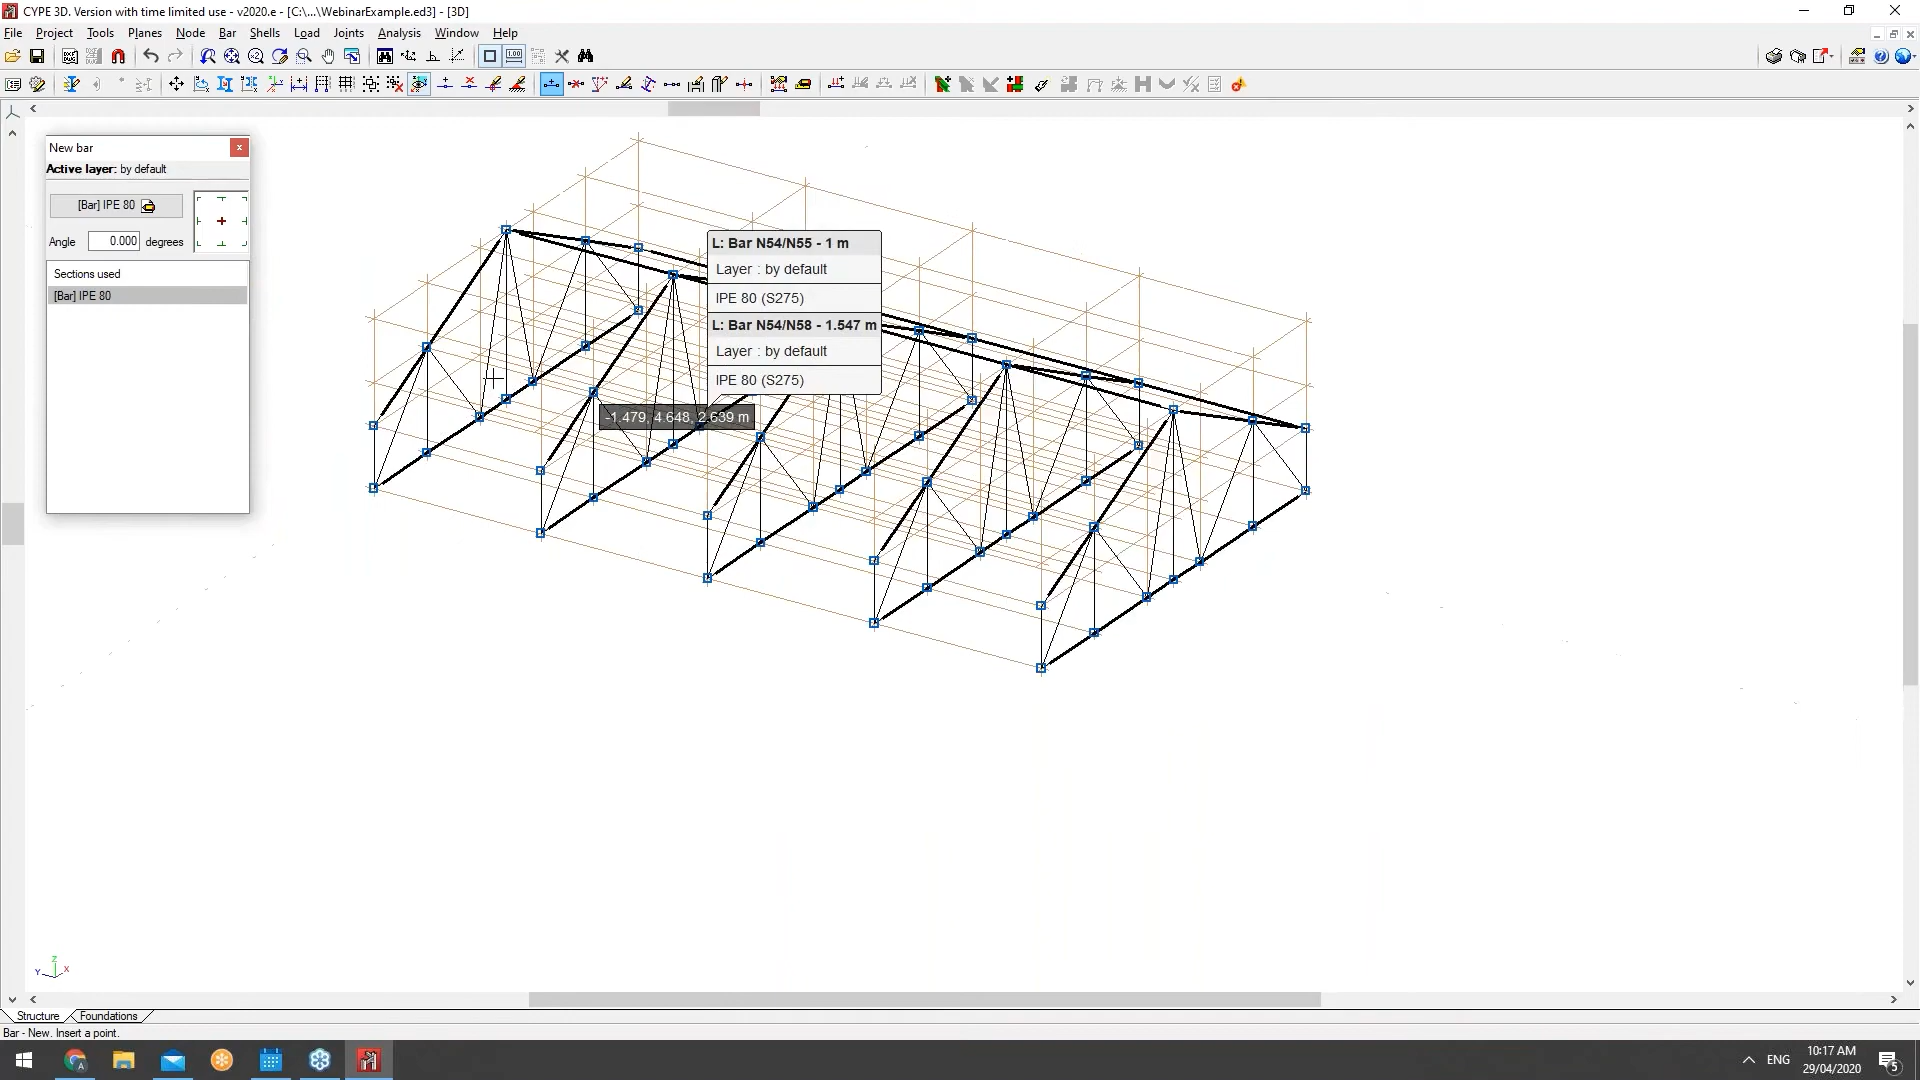 CYPE 3D. Version with time limited use - v2020.e - [C:\...\WebinarExample.ed3] - [3D]
File Project Tools Planes Node Bar Shells Load Joints Analysis Window Help
New bar
Active layer: by default
[Bar] IPE 80
Angle 0.000 degrees
Sections used
[Bar] IPE 80
L: Bar N54/N55 - 1 m
Layer : by default
IPE 80 (S275)
L: Bar N54/N58 - 1.547 m
Layer : by default
IPE 80 (S275)
-1.479, 4.648, 2.639 m
Z
Y X
Structure Foundations
Bar - New. Insert a point.
ENG
10:17 AM
29/04/2020
5